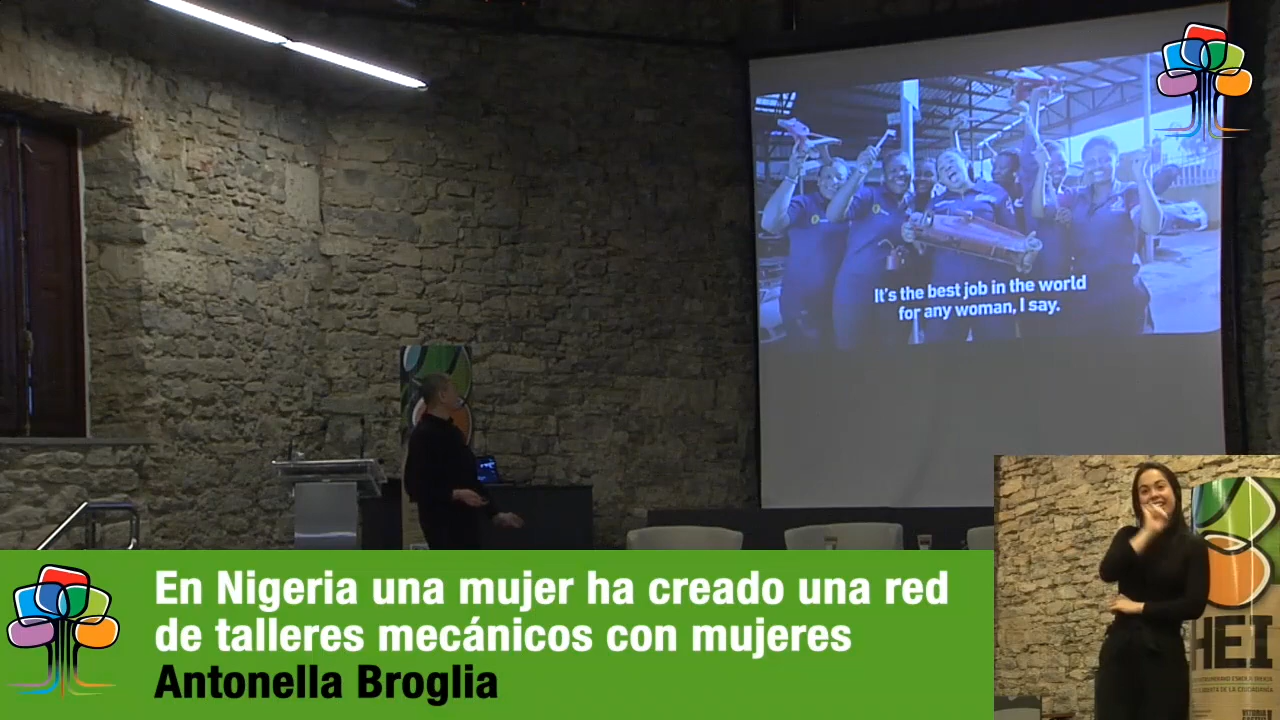 It's the best job in the world
for any woman, I say.
En Nigeria una mujer ha creado una red
de talleres mecánicos con mujeres
Antonella Broglia
HEI